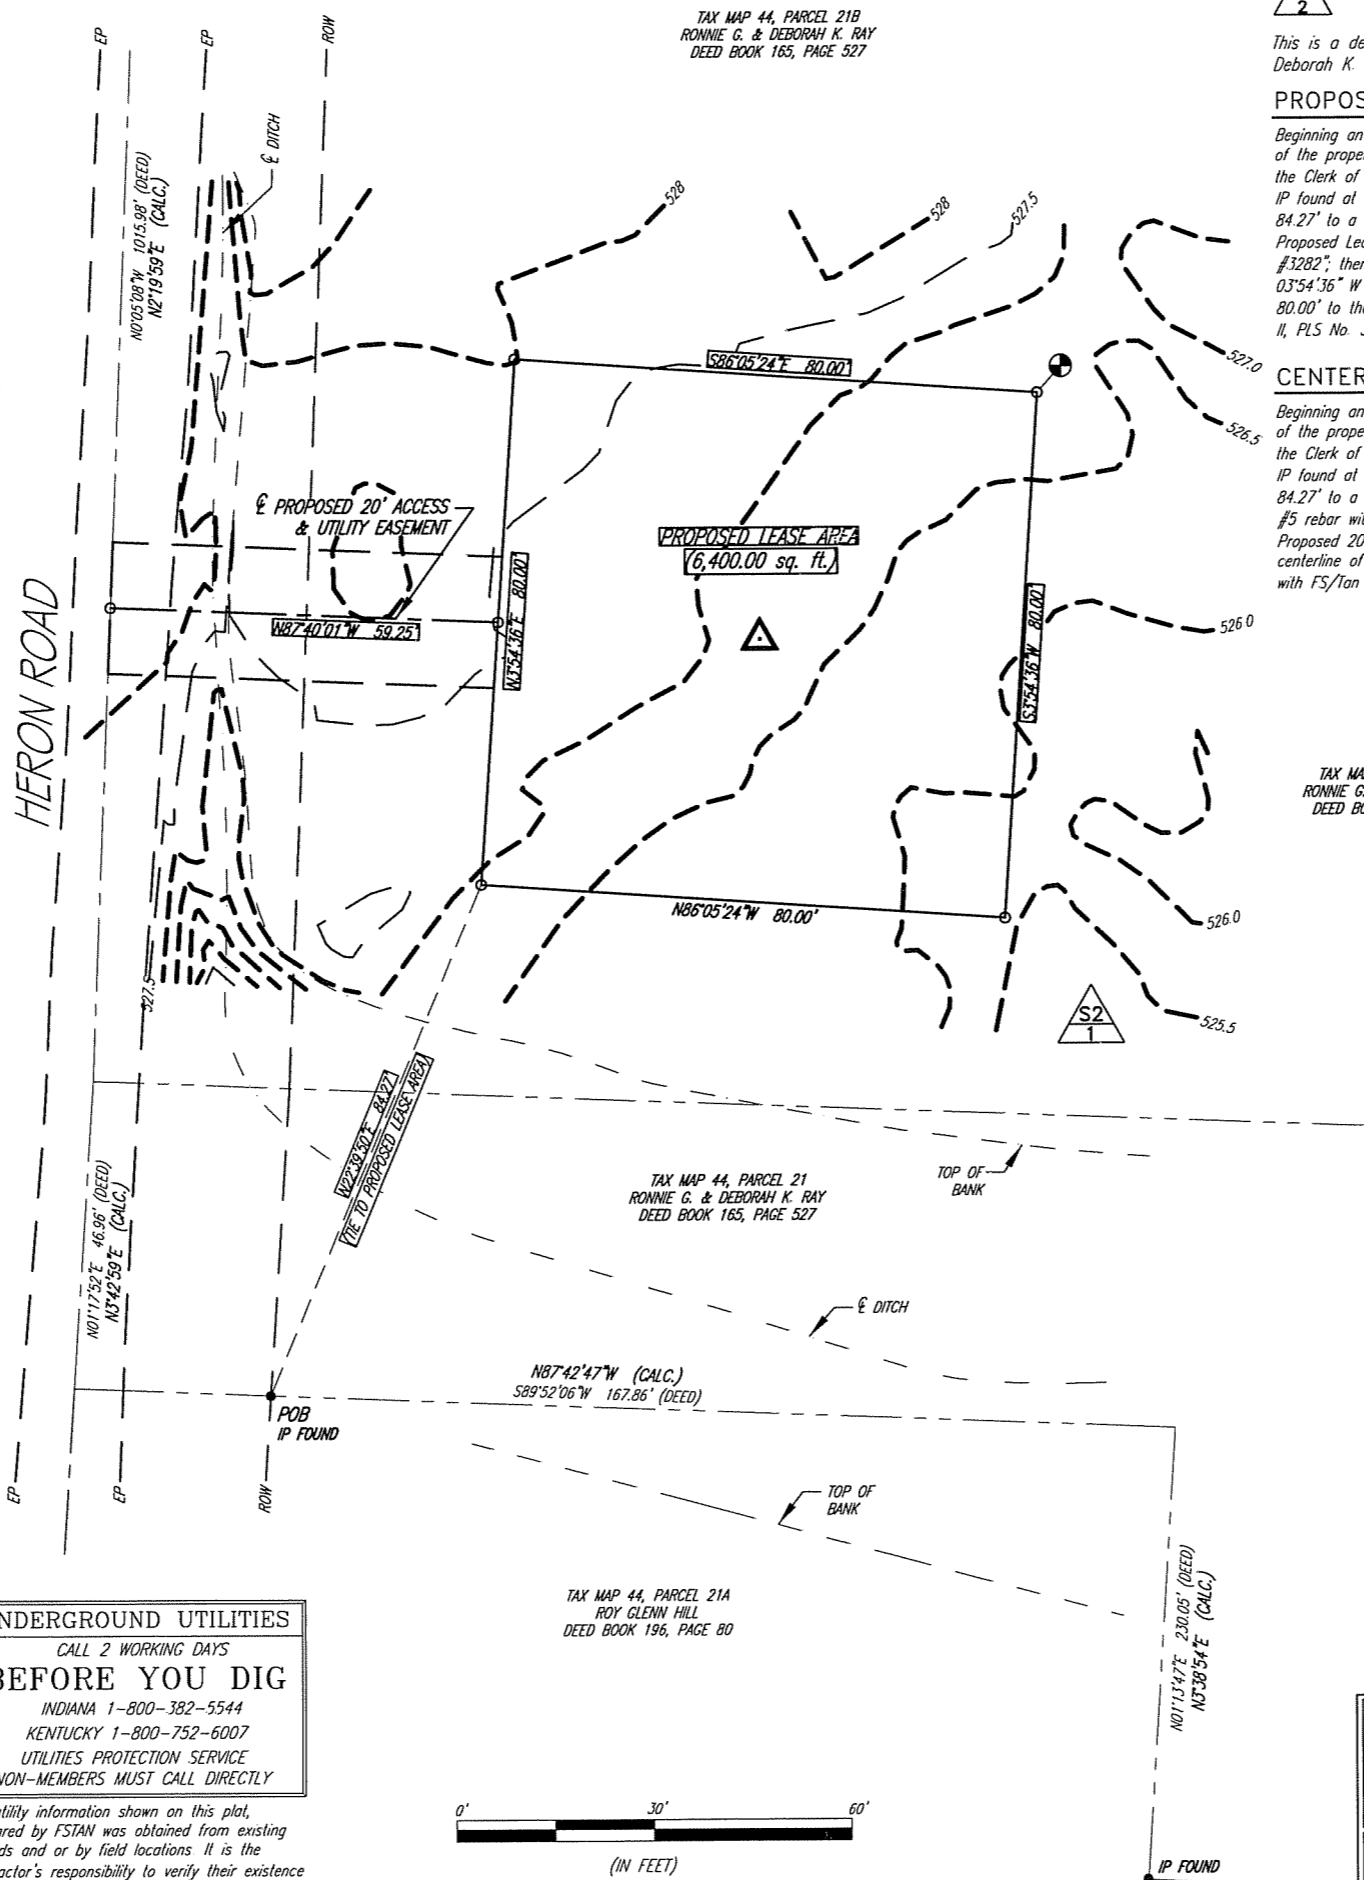 TAX MAP 44, PARCEL 21B
RONNIE G. & DEBORAH K. RAY
DEED BOOK 165, PAGE 527
2
This is a de
Deborah K.
PROPOS
Beginning an
of the prope
the Clerk of
IP found at
84.27' to a
Proposed Lea
#3282"; then
03°54'36" W
80.00' to the
II, PLS No.
CENTER
Beginning an
of the prope
the Clerk of
IP found at
84.27' to a
#5 rebar wit
Proposed 20
centerline of
with FS/Tan
EP
EP
ROW
℄ DITCH
N0°05'08"W 1015.98' (DEED)
N2°19'59"E (CALC.)
528
528
527.5
527.0
526.5
S86°05'24"E 80.00'
℄ PROPOSED 20' ACCESS
& UTILITY EASEMENT
PROPOSED LEASE AREA
(6,400.00 sq. ft.)
N87°40'01"W 59.25'
N3°54'36"E 80.00'
S3°54'36"W 80.00'
526.0
HERON ROAD
TAX MA
RONNIE G.
DEED BO
N86°05'24"W 80.00'
526.0
527.5
525.5
S2
1
N22°39'50"E 84.27'
(TIE TO PROPOSED LEASE AREA)
TOP OF
BANK
TAX MAP 44, PARCEL 21
RONNIE G. & DEBORAH K. RAY
DEED BOOK 165, PAGE 527
N01°17'52"E 46.96' (DEED)
N3°42'59"E (CALC.)
℄ DITCH
N87°42'47"W (CALC.)
S89°52'06"W 167.86' (DEED)
POB
IP FOUND
EP
EP
ROW
TOP OF
BANK
TAX MAP 44, PARCEL 21A
ROY GLENN HILL
DEED BOOK 196, PAGE 80
N01°13'47"E 230.05' (DEED)
N3°38'54"E (CALC.)
NDERGROUND UTILITIES
CALL 2 WORKING DAYS
BEFORE YOU DIG
INDIANA 1-800-382-5544
KENTUCKY 1-800-752-6007
UTILITIES PROTECTION SERVICE
NON-MEMBERS MUST CALL DIRECTLY
tility information shown on this plat,
red by FSTAN was obtained from existing
ds and or by field locations. It is the
actor's responsibility to verify their existence
0' 30' 60'
(IN FEET)
IP FOUND